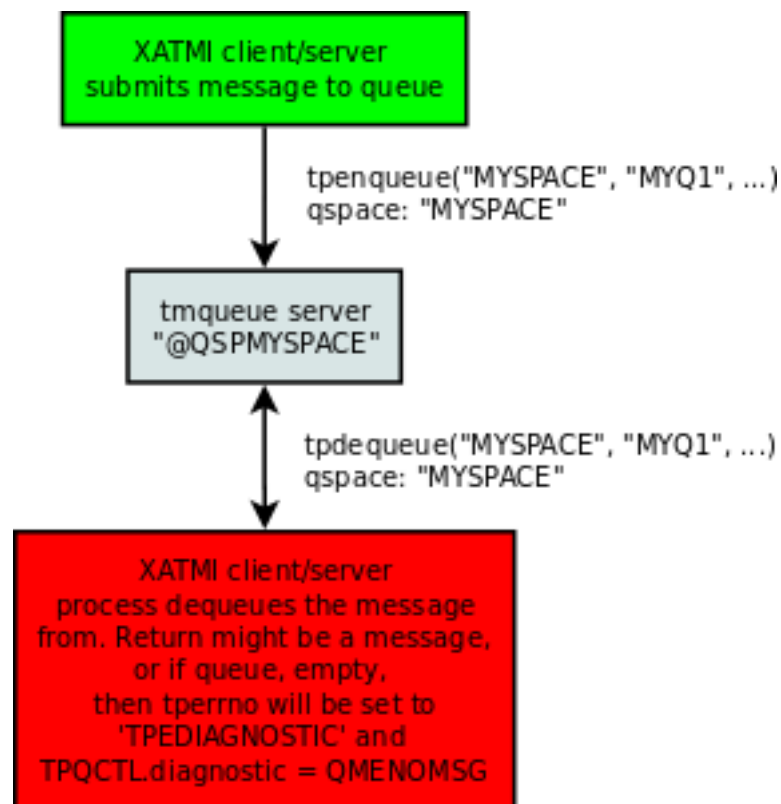 XATMI client/server
submits message to queue
tpenqueue("MYSPACE", "MYQ1", ...)
qspace: "MYSPACE"
tmqueue server
"@QSPMYSPACE"
tpdequeue("MYSPACE", "MYQ1", ...)
qspace: "MYSPACE"
XATMI client/server
process dequeues the message
from. Return might be a message,
or if queue, empty,
then tperrno will be set to
'TPEDIAGNOSTIC' and
TPQCTL.diagnostic = QMENOMSG